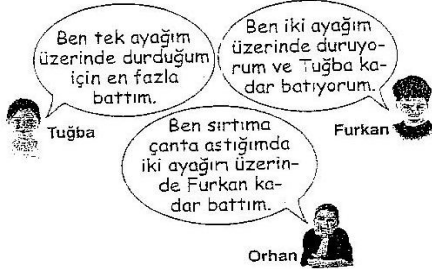 Ben tek ayağım
üzerinde durduğum
için en fazla
battım.
Tuğba
Ben iki ayağım
üzerinde duruyo-
rum ve Tuğba ka-
dar batıyorum.
Furkan
Ben sırtıma
çanta astığımda
iki ayağım üzerin-
de Furkan ka-
dar battım.
Orhan